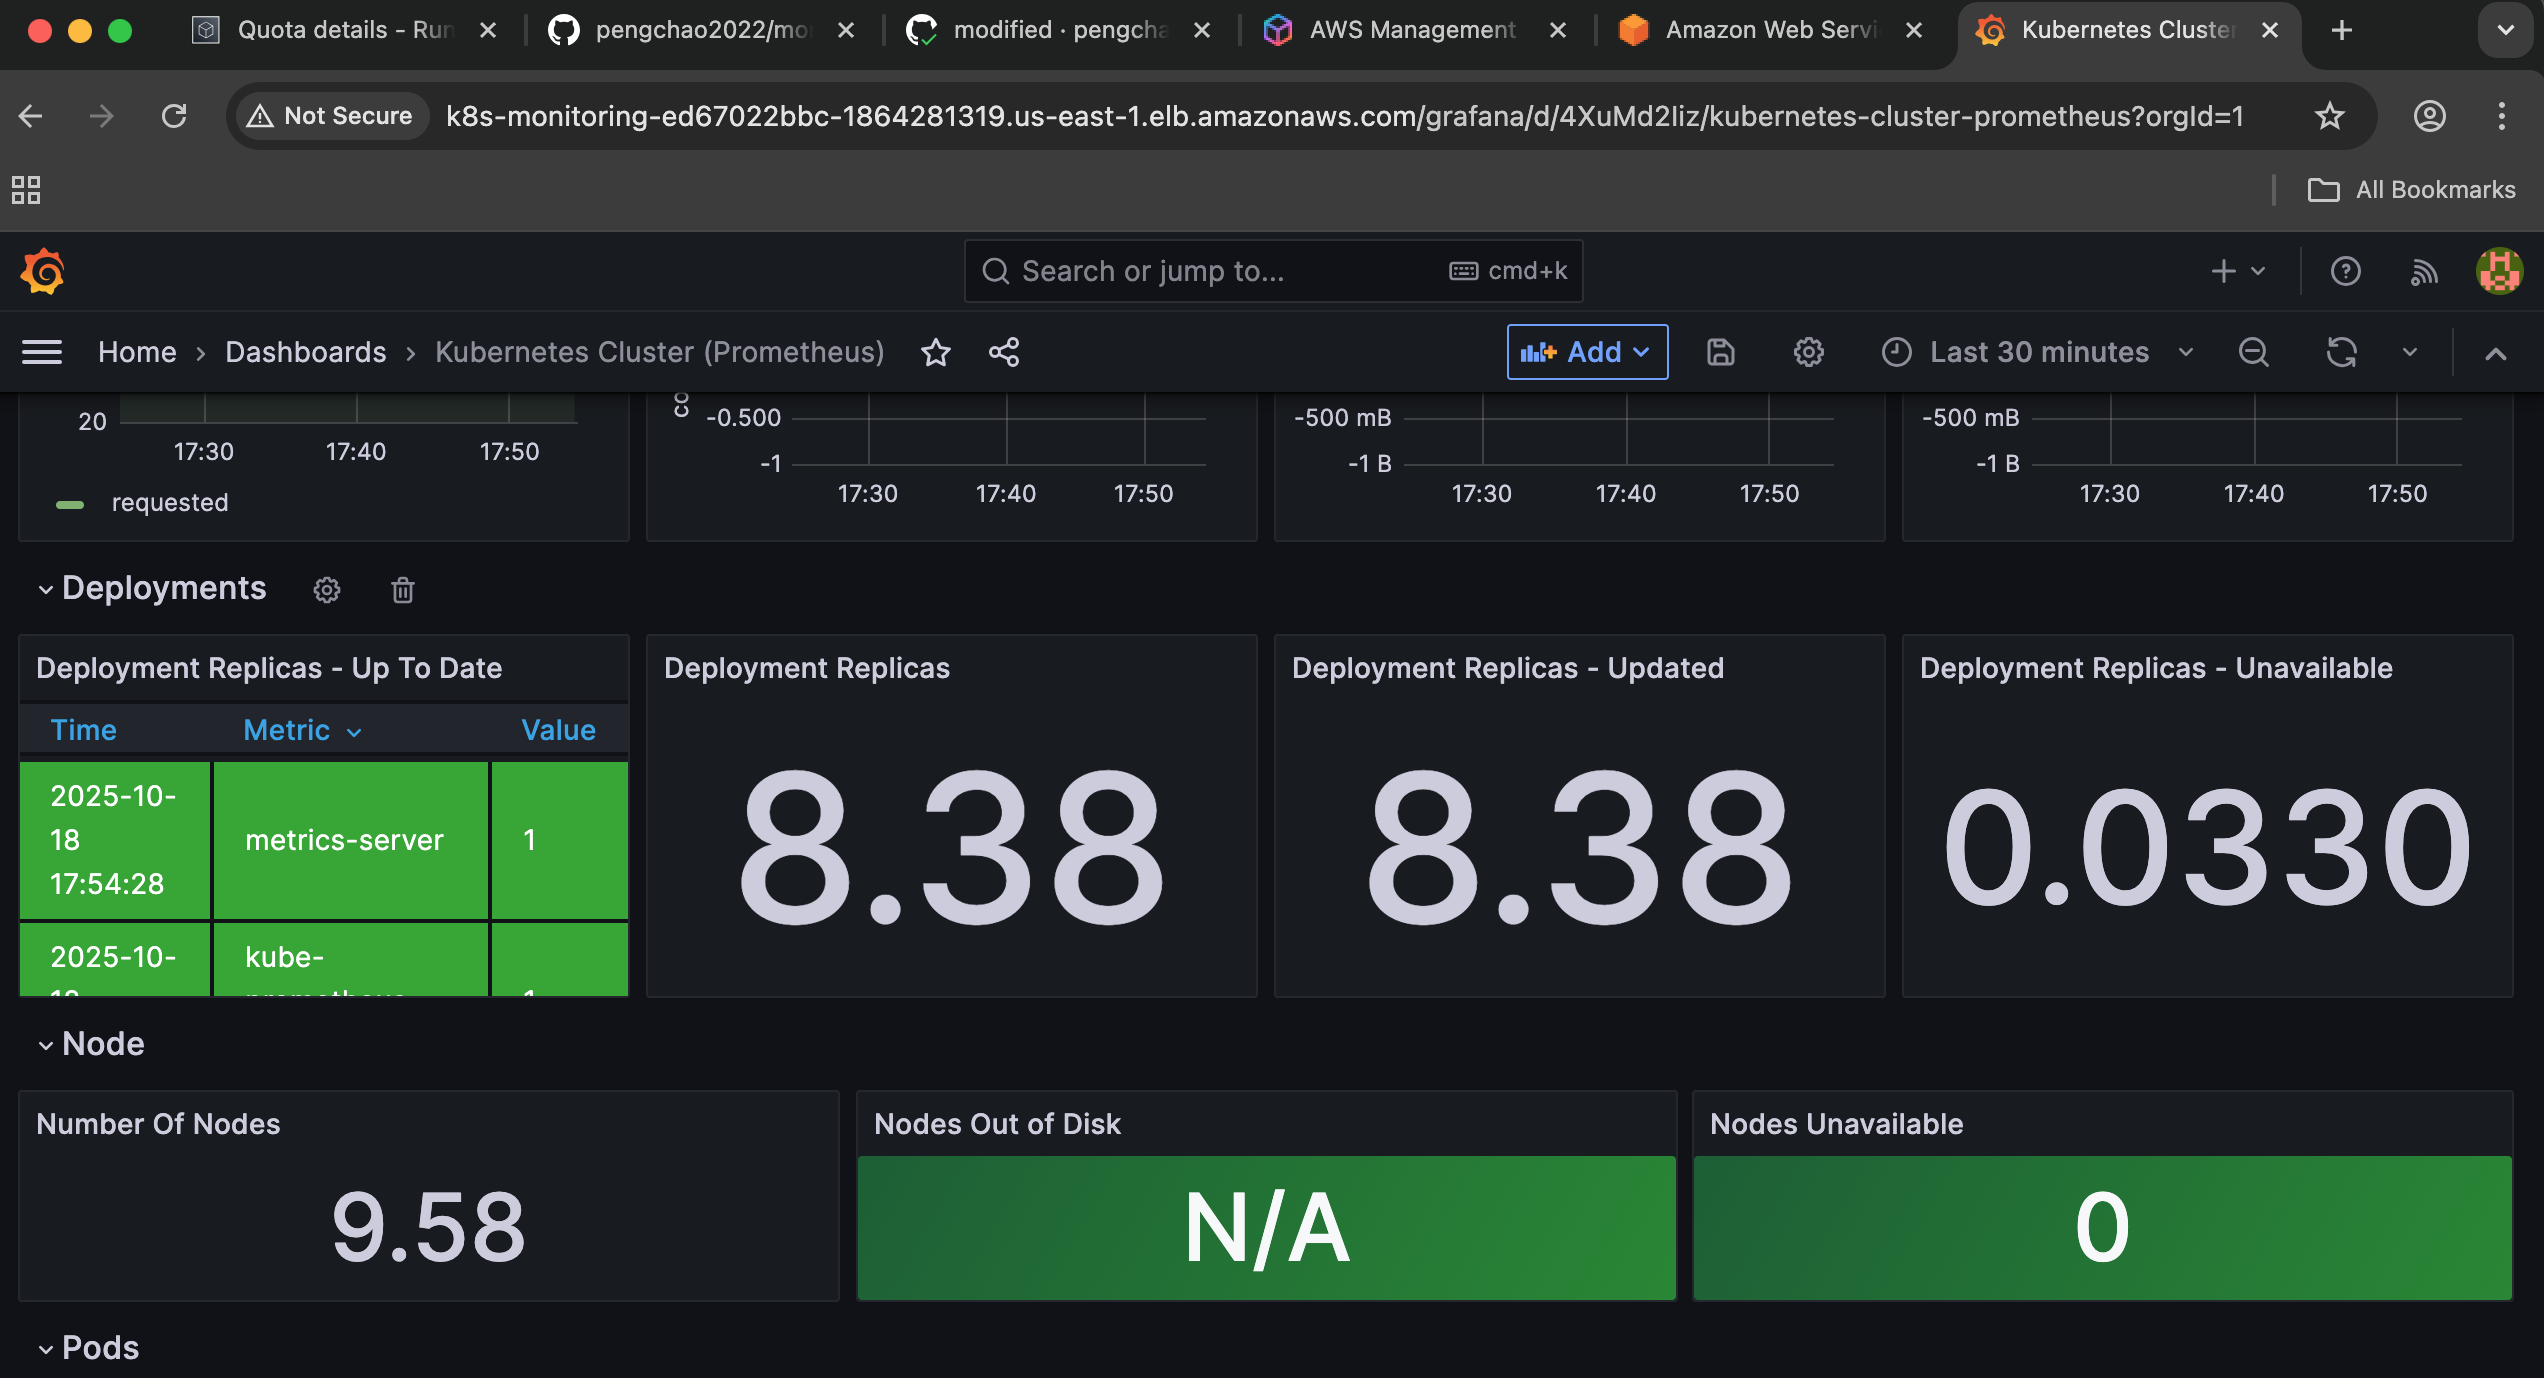 Quota details - Run
pengchao2022/mo
modified · pengcha
AWS Management
Amazon Web Servi
Kubernetes Cluster
Not Secure
k8s-monitoring-ed67022bbc-1864281319.us-east-1.elb.amazonaws.com/grafana/d/4XuMd2Iiz/kubernetes-cluster-prometheus?orgId=1
All Bookmarks
Search or jump to...
cmd+k
Home › Dashboards › Kubernetes Cluster (Prometheus)
Add
Last 30 minutes
20
17:30 17:40 17:50
requested
co
-0.500
-1
17:30 17:40 17:50
-500 mB
-1 B
17:30 17:40 17:50
-500 mB
-1 B
17:30 17:40 17:50
Deployments
Deployment Replicas - Up To Date
Time Metric Value
2025-10-
18
17:54:28
metrics-server
1
2025-10-
18
kube-
prometheus
1
Deployment Replicas
8.38
Deployment Replicas - Updated
8.38
Deployment Replicas - Unavailable
0.0330
Node
Number Of Nodes
9.58
Nodes Out of Disk
N/A
Nodes Unavailable
0
Pods